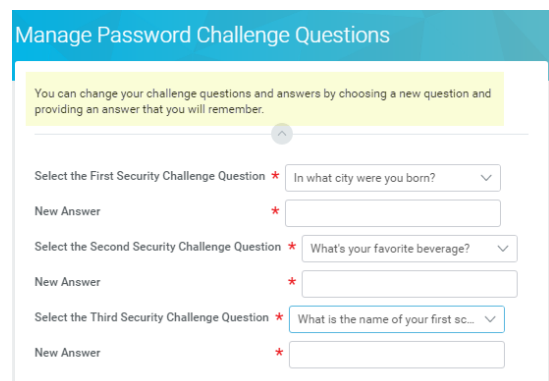 Manage Password Challenge Questions
You can change your challenge questions and answers by choosing a new question and
providing an answer that you will remember.
Select the First Security Challenge Question * In what city were you born?
New Answer *
Select the Second Security Challenge Question * What's your favorite beverage?
New Answer *
Select the Third Security Challenge Question * What is the name of your first sc...
New Answer *